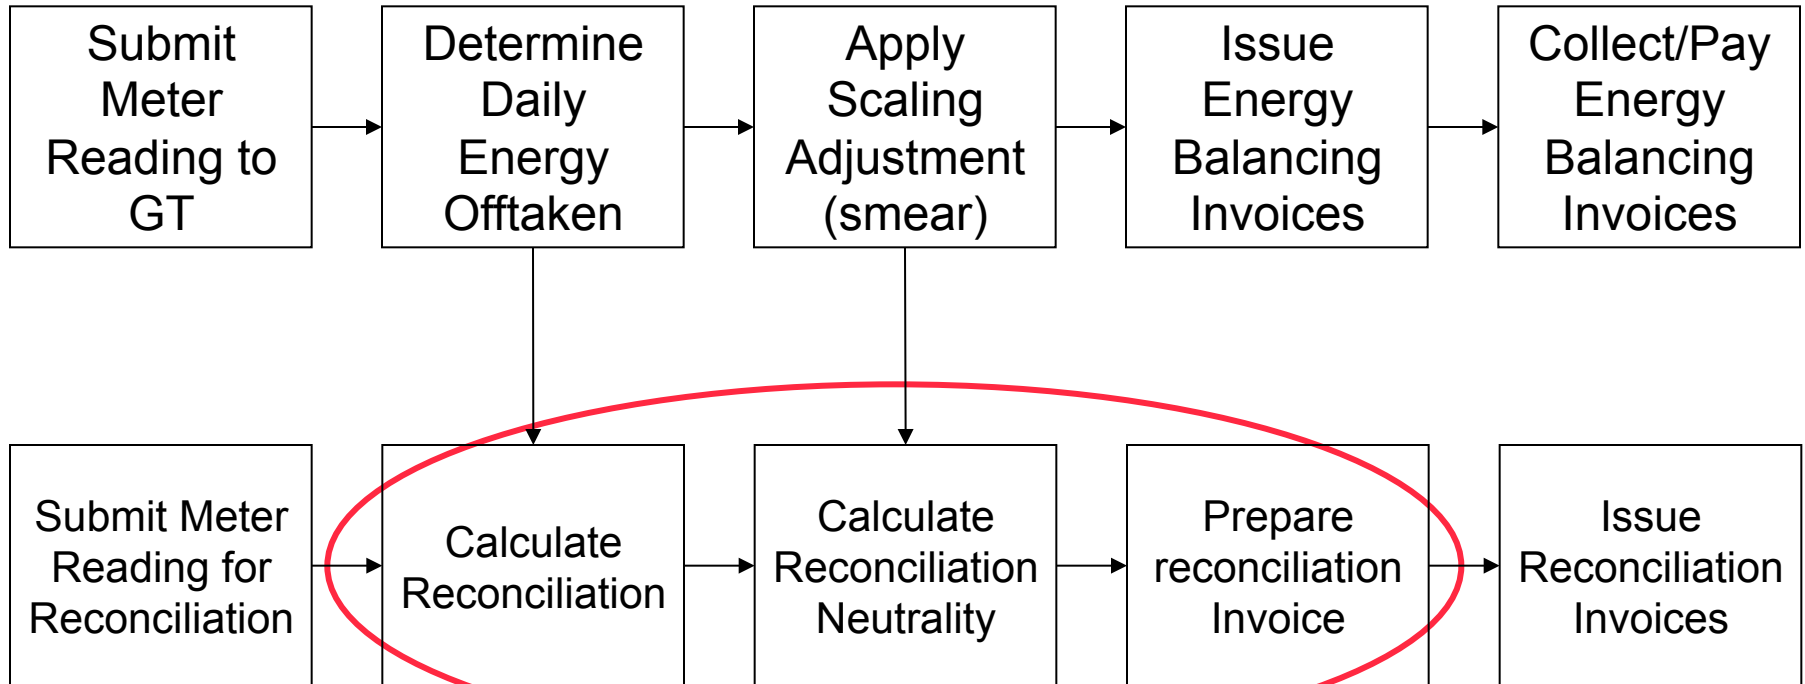 Submit
Meter
Reading to
GT
Determine
Daily
Energy
Offtaken
Apply
Scaling
Adjustment
(smear)
Issue
Energy
Balancing
Invoices
Collect/Pay
Energy
Balancing
Invoices
Submit Meter
Reading for
Reconciliation
Calculate
Reconciliation
Calculate
Reconciliation
Neutrality
Prepare
reconciliation
Invoice
Issue
Reconciliation
Invoices